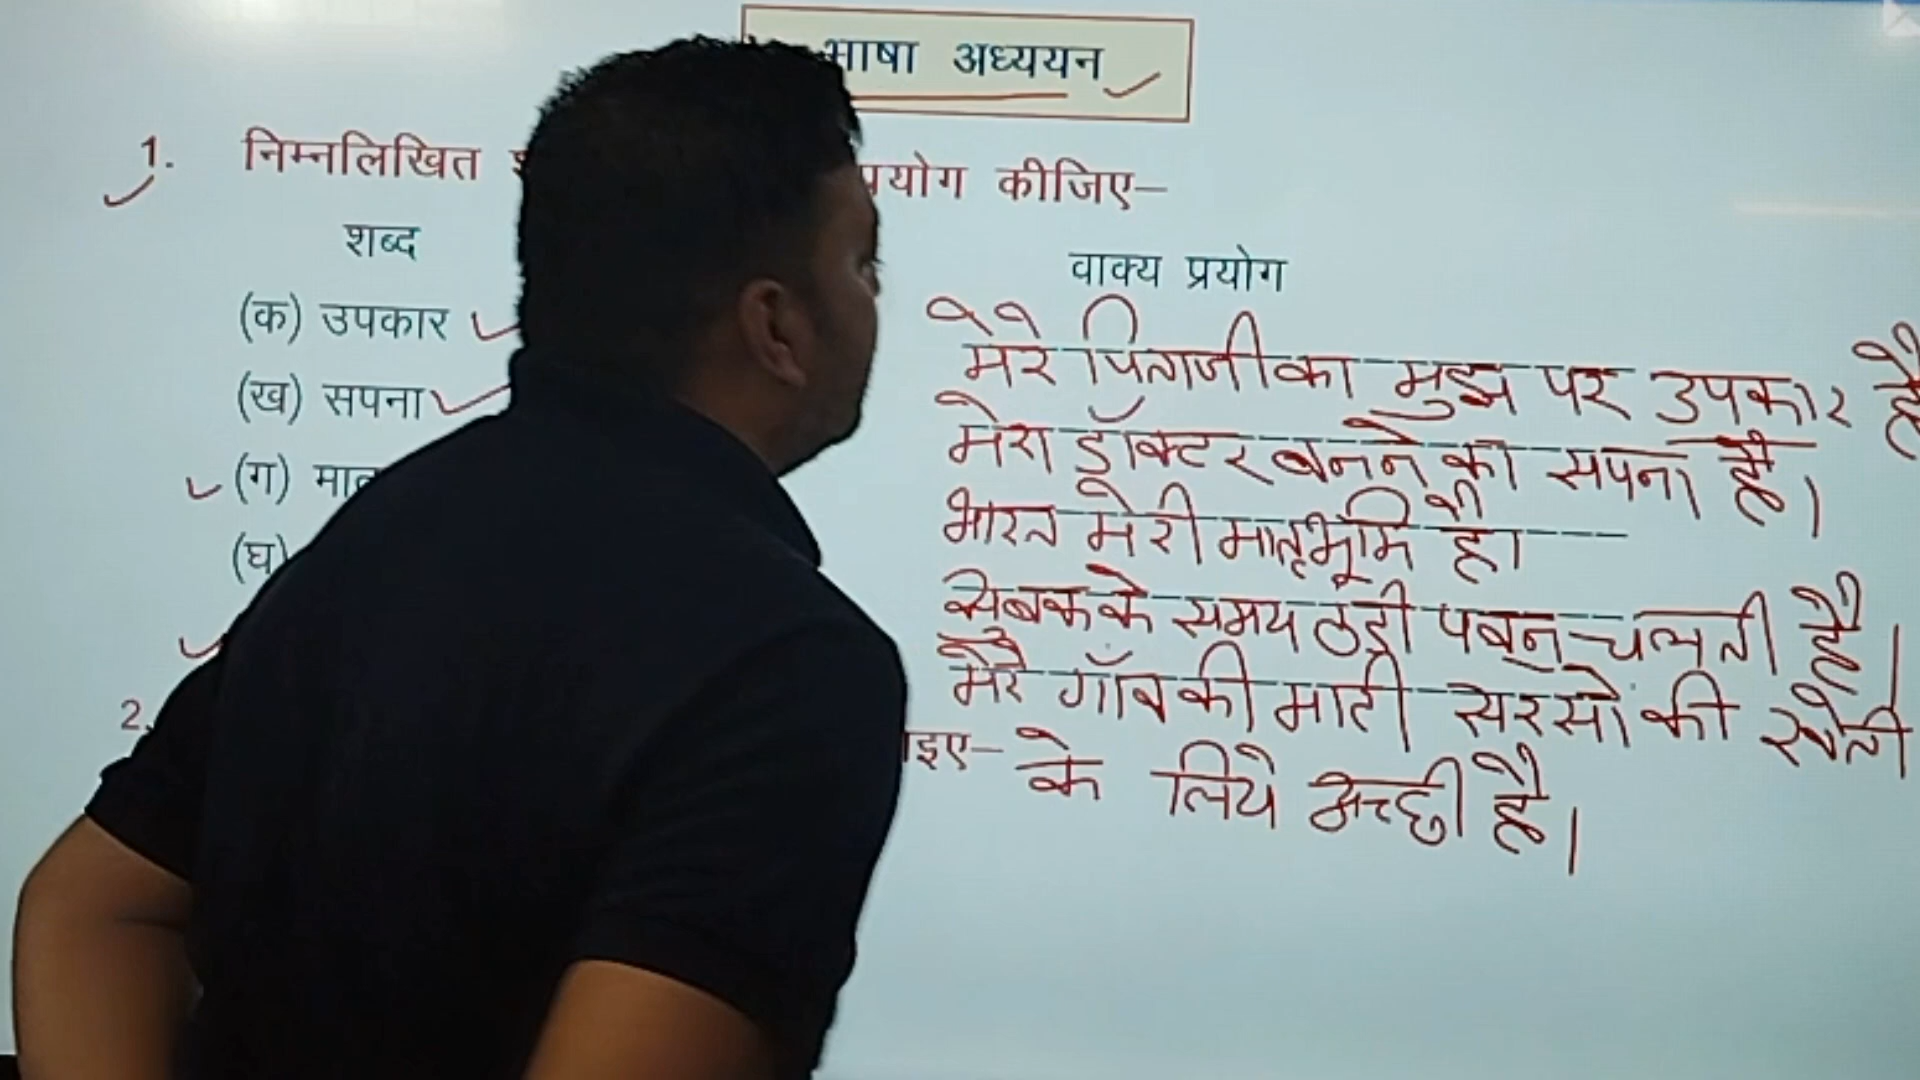 भाषा अध्ययन
1. निम्नलिखित प्रयोग कीजिए–
शब्द वाक्य प्रयोग
(क) उपकार मेरे पिताजी का मुझ पर उपकार है
(ख) सपना मेरा डॉक्टर बनने का सपना है।
(ग) भारत मेरी मातृभूमि है।
(घ) के समय ठंडी पवन चलती है।
मेरे गाँव की माटी सरसों की खेती
2. के लिये अच्छी है।